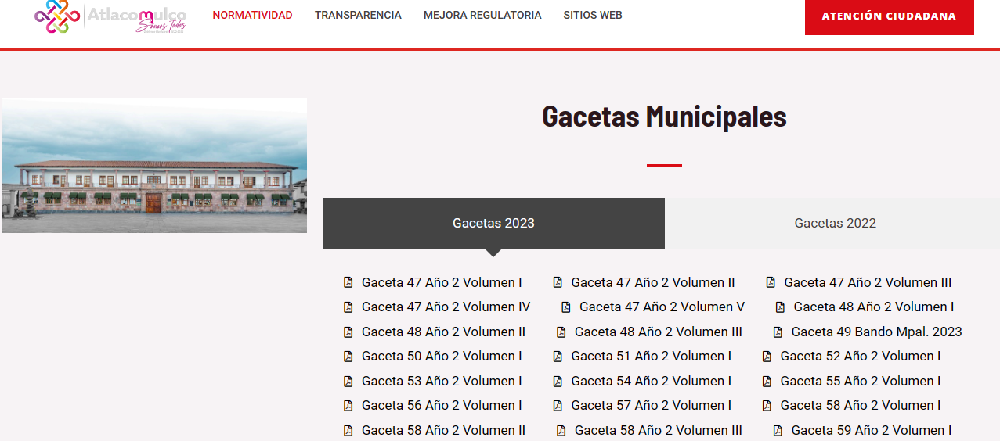 Atlacomulco
Somos Todos
NORMATIVIDAD TRANSPARENCIA MEJORA REGULATORIA SITIOS WEB
ATENCIÓN CIUDADANA
Gacetas Municipales
Gacetas 2023 Gacetas 2022
Gaceta 47 Año 2 Volumen I Gaceta 47 Año 2 Volumen II Gaceta 47 Año 2 Volumen III
Gaceta 47 Año 2 Volumen IV Gaceta 47 Año 2 Volumen V Gaceta 48 Año 2 Volumen I
Gaceta 48 Año 2 Volumen II Gaceta 48 Año 2 Volumen III Gaceta 49 Bando Mpal. 2023
Gaceta 50 Año 2 Volumen I Gaceta 51 Año 2 Volumen I Gaceta 52 Año 2 Volumen I
Gaceta 53 Año 2 Volumen I Gaceta 54 Año 2 Volumen I Gaceta 55 Año 2 Volumen I
Gaceta 56 Año 2 Volumen I Gaceta 57 Año 2 Volumen I Gaceta 58 Año 2 Volumen I
Gaceta 58 Año 2 Volumen II Gaceta 58 Año 2 Volumen III Gaceta 59 Año 2 Volumen I